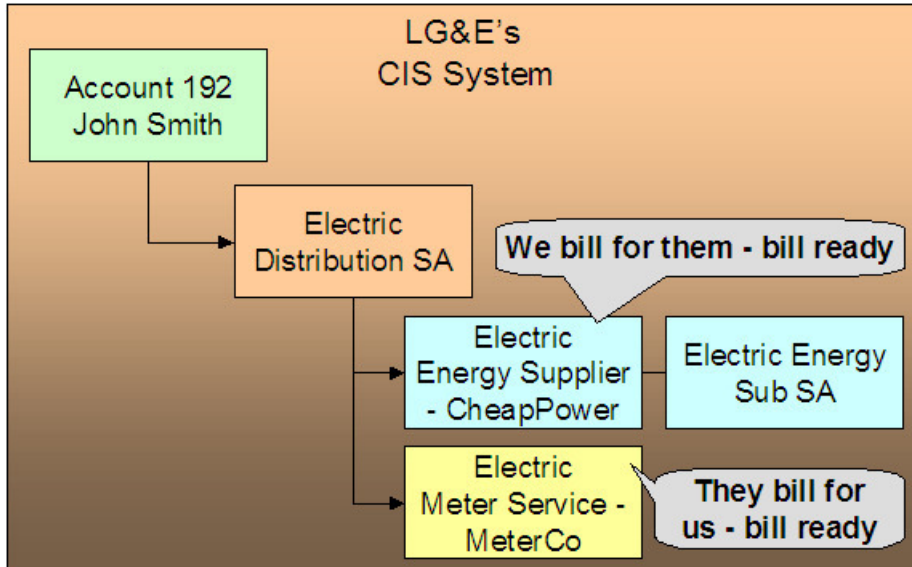 LG&E's
CIS System
Account 192
John Smith
Electric
Distribution SA
We bill for them - bill ready
Electric
Energy Supplier
- CheapPower
Electric Energy
Sub SA
Electric
Meter Service -
MeterCo
They bill for
us - bill ready